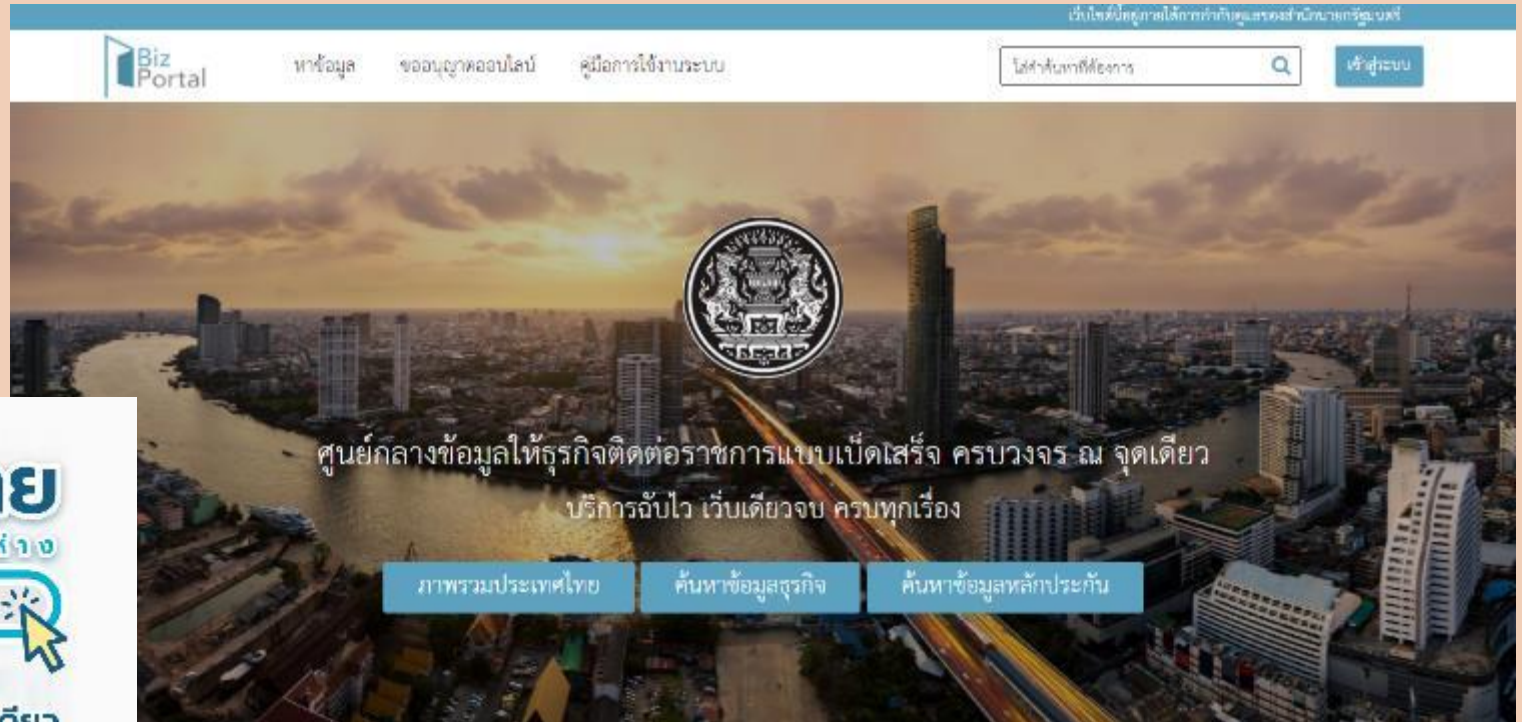 เว็บไซต์นี้อยู่ภายใต้การกำกับดูแลของสำนักนายกรัฐมนตรี
Biz
Portal
หาข้อมูล
ขออนุญาตออนไลน์
คู่มือการใช้งานระบบ
ใส่คำค้นหาที่ต้องการ
เข้าสู่ระบบ
ศูนย์กลางข้อมูลให้ธุรกิจติดต่อราชการแบบเบ็ดเสร็จ ครบวงจร ณ จุดเดียว
บริการฉับไว เว็บเดียวจบ ครบทุกเรื่อง
ภาพรวมประเทศไทย
ค้นหาข้อมูลธุรกิจ
ค้นหาข้อมูลหลักประกัน